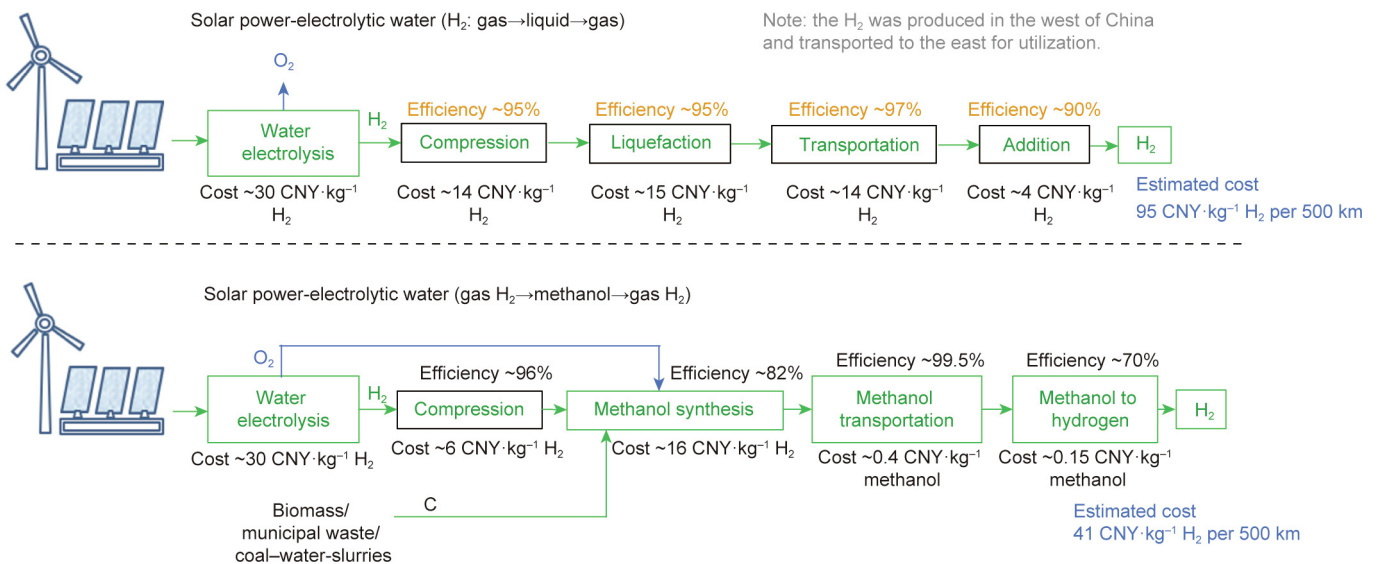 Solar power-electrolytic water (H₂: gas→liquid→gas)
Note: the H₂ was produced in the west of China
and transported to the east for utilization.
O₂
Water
electrolysis
Cost ~30 CNY·kg⁻¹
H₂
H₂
Efficiency ~95%
Compression
Cost ~14 CNY·kg⁻¹
H₂
Efficiency ~95%
Liquefaction
Cost ~15 CNY·kg⁻¹
H₂
Efficiency ~97%
Transportation
Cost ~14 CNY·kg⁻¹
H₂
Efficiency ~90%
Addition
Cost ~4 CNY·kg⁻¹
H₂
H₂
Estimated cost
95 CNY·kg⁻¹ H₂ per 500 km
Solar power-electrolytic water (gas H₂→methanol→gas H₂)
O₂
Water
electrolysis
Cost ~30 CNY·kg⁻¹ H₂
H₂
Efficiency ~96%
Compression
Cost ~6 CNY·kg⁻¹ H₂
Efficiency ~82%
Methanol synthesis
Cost ~16 CNY·kg⁻¹ H₂
Efficiency ~99.5%
Methanol
transportation
Cost ~0.4 CNY·kg⁻¹
methanol
Efficiency ~70%
Methanol to
hydrogen
Cost ~0.15 CNY·kg⁻¹
methanol
H₂
C
Biomass/
municipal waste/
coal–water-slurries
Estimated cost
41 CNY·kg⁻¹ H₂ per 500 km